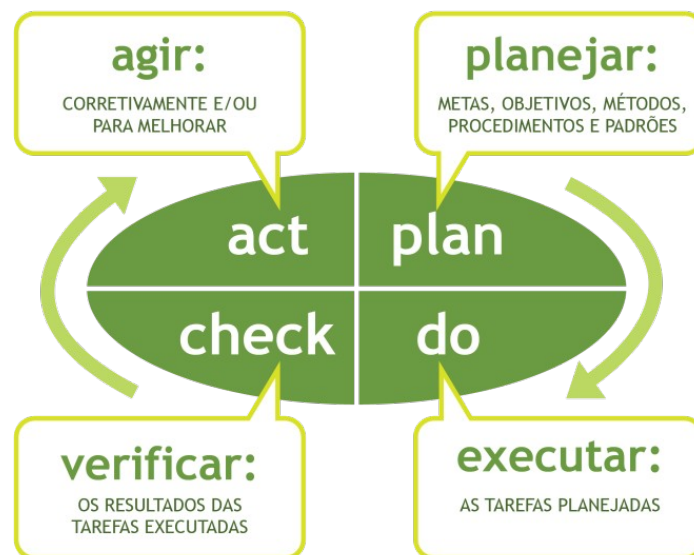 agir:
CORRETIVAMENTE E/OU
PARA MELHORAR
planejar:
METAS, OBJETIVOS, MÉTODOS,
PROCEDIMENTOS E PADRÕES
act
plan
check
do
verificar:
OS RESULTADOS DAS
TAREFAS EXECUTADAS
executar:
AS TAREFAS PLANEJADAS